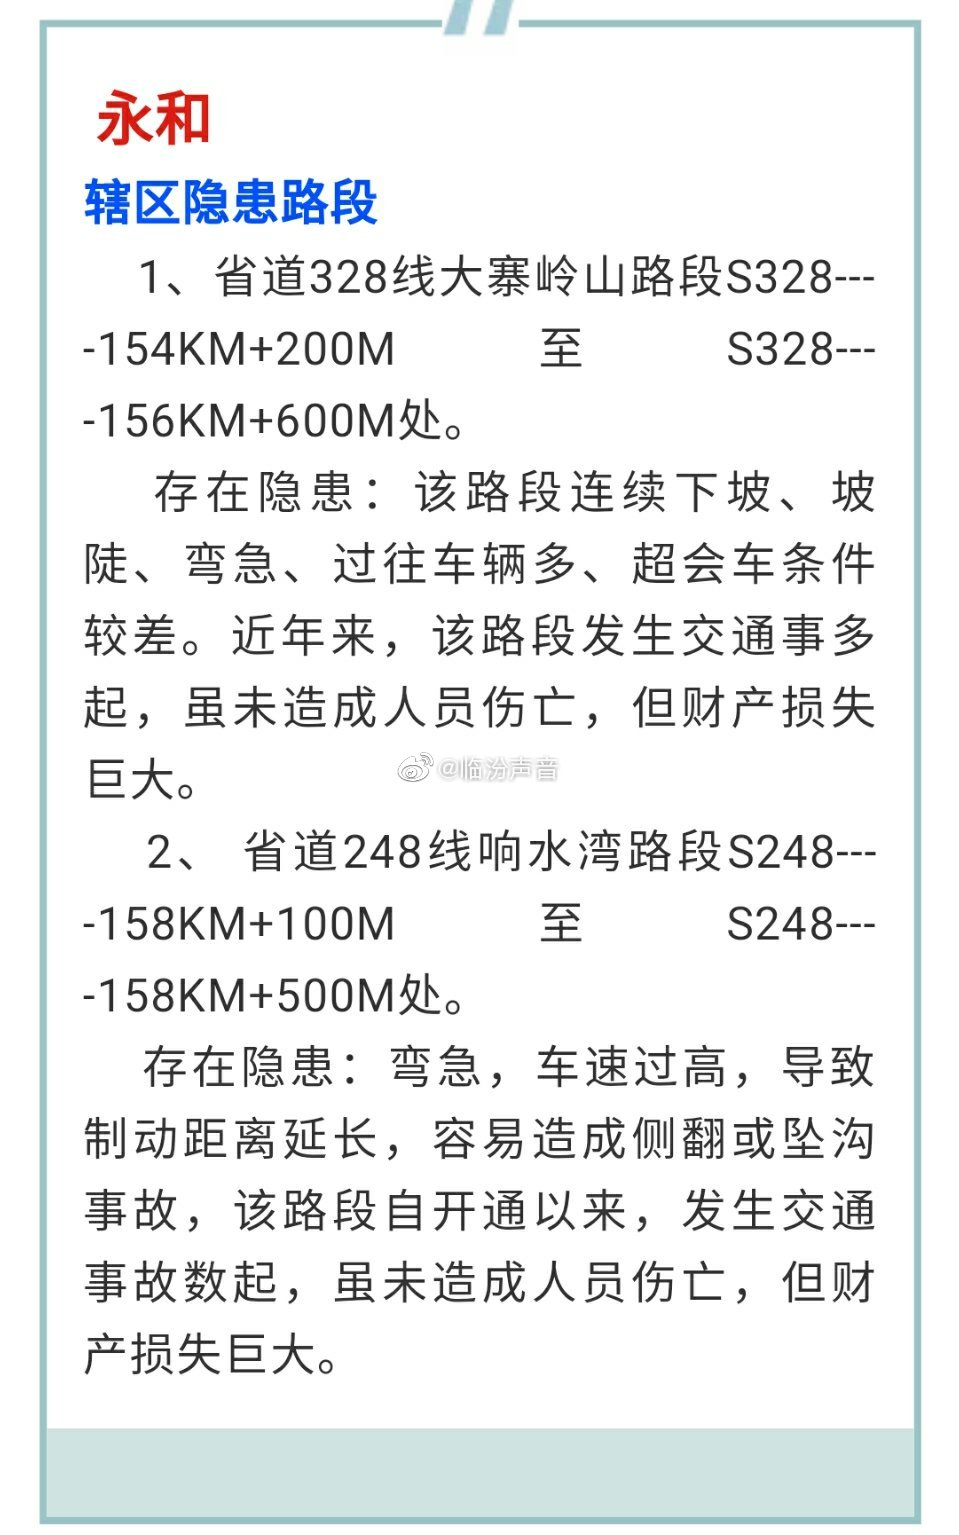 永和
辖区隐患路段
1、省道328线大寨岭山路段S328---
-154KM+200M 至 S328---
-156KM+600M处。
存在隐患：该路段连续下坡、坡
陡、弯急、过往车辆多、超会车条件
较差。近年来，该路段发生交通事多
起，虽未造成人员伤亡，但财产损失
巨大。
@临汾声音
2、 省道248线响水湾路段S248---
-158KM+100M 至 S248---
-158KM+500M处。
存在隐患：弯急，车速过高，导致
制动距离延长，容易造成侧翻或坠沟
事故，该路段自开通以来，发生交通
事故数起，虽未造成人员伤亡，但财
产损失巨大。